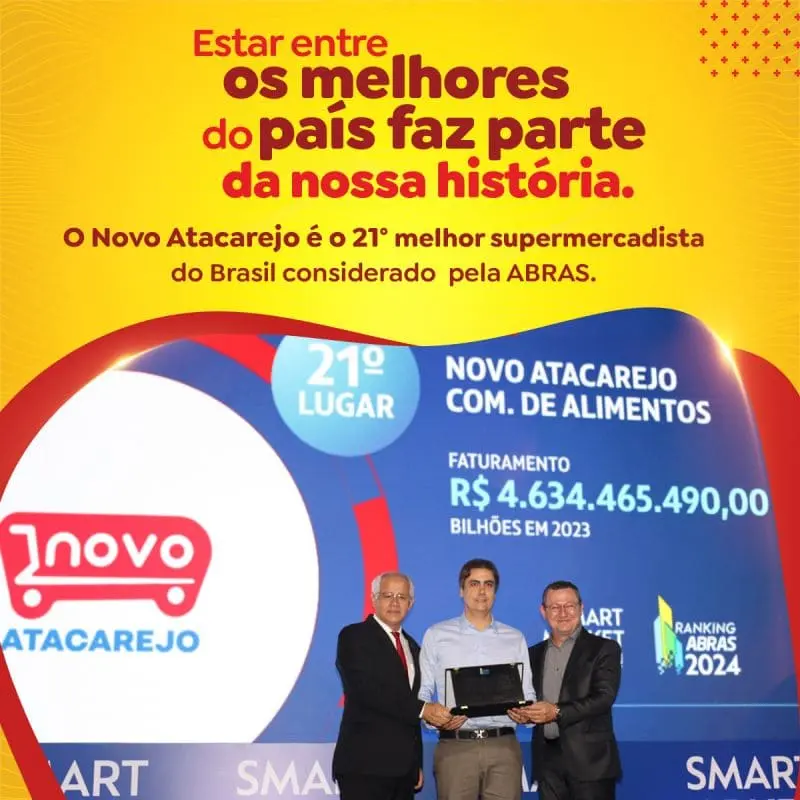 Estar entre
os melhores
do país faz parte
da nossa história.
O Novo Atacarejo é o 21° melhor supermercadista
do Brasil considerado pela ABRAS.
21º
LUGAR
NOVO ATACAREJO
COM. DE ALIMENTOS
FATURAMENTO
R$ 4.634.465.490,00
BILHÕES EM 2023
novo
ATACAREJO
RANKING
ABRAS
2024
SMART